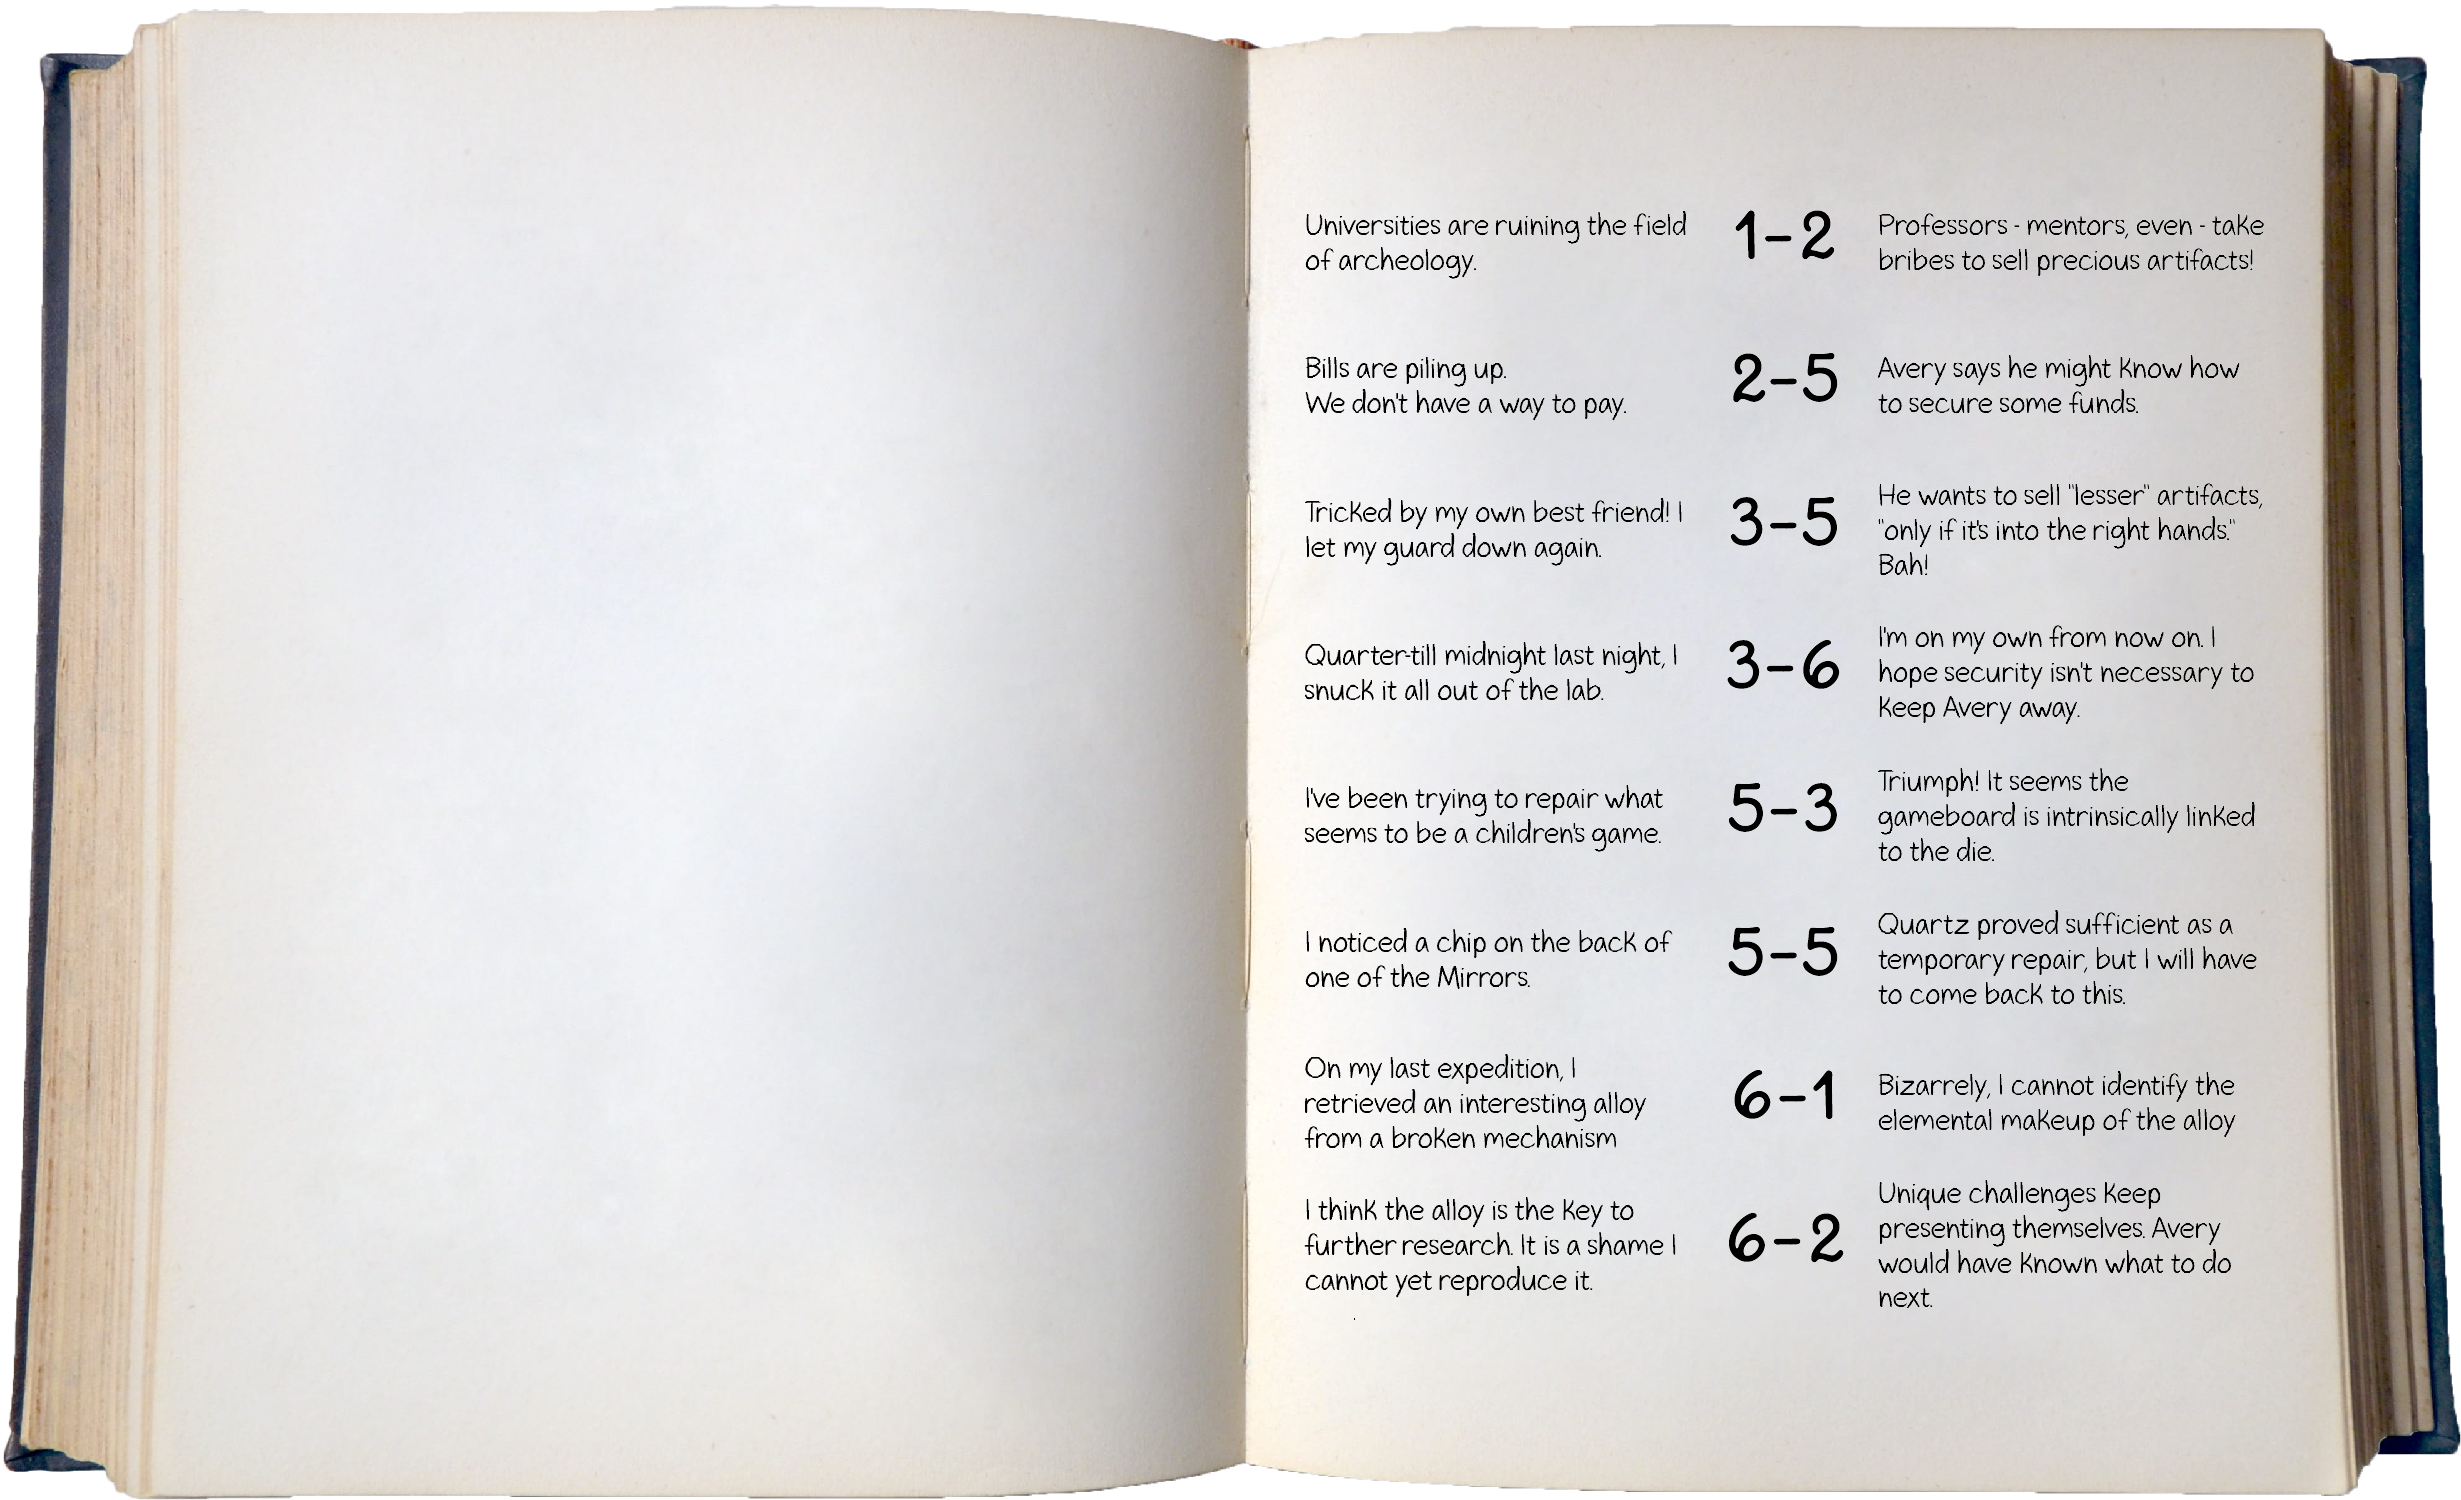 Universities are ruining the field
of archeology.
1-2
Professors - mentors, even - take
bribes to sell precious artifacts!
Bills are piling up.
We don't have a way to pay.
2-5
Avery says he might know how
to secure some funds.
Tricked by my own best friend! I
let my guard down again.
3-5
He wants to sell "lesser" artifacts,
"only if it's into the right hands."
Bah!
Quarter-till midnight last night, I
snuck it all out of the lab.
3-6
I'm on my own from now on. I
hope security isn't necessary to
keep Avery away.
I've been trying to repair what
seems to be a children's game.
5-3
Triumph! It seems the
gameboard is intrinsically linked
to the die.
I noticed a chip on the back of
one of the Mirrors.
5-5
Quartz proved sufficient as a
temporary repair, but I will have
to come back to this.
On my last expedition, I
retrieved an interesting alloy
from a broken mechanism
6-1
Bizarrely, I cannot identify the
elemental makeup of the alloy
I think the alloy is the key to
further research. It is a shame I
cannot yet reproduce it.
6-2
Unique challenges keep
presenting themselves. Avery
would have known what to do
next.